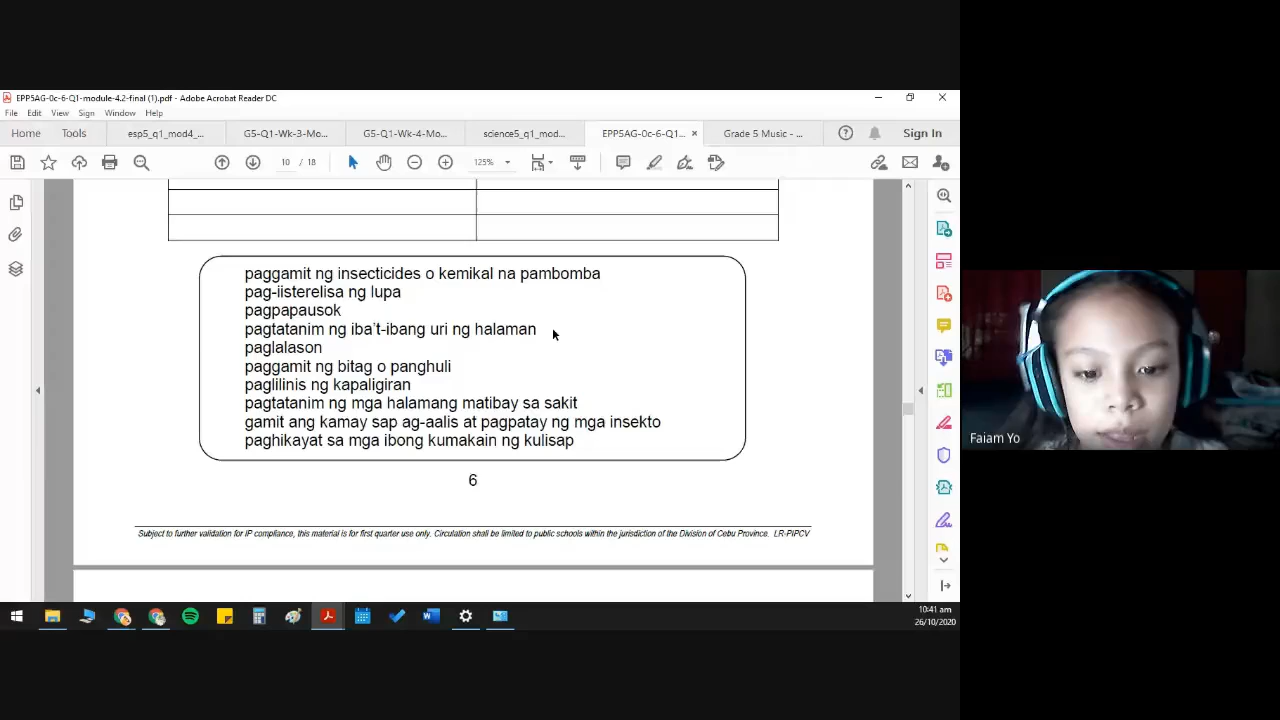 EPP5AG-0c-6-Q1-module-4.2-final (1).pdf - Adobe Acrobat Reader DC
File Edit View Sign Window Help
Home Tools esp5_q1_mod4_... G5-Q1-Wk-3-Mo... G5-Q1-Wk-4-Mo... science5_q1_mod... EPP5AG-0c-6-Q1... Grade 5 Music - ... Sign In
10 / 18 125%
paggamit ng insecticides o kemikal na pambomba
pag-iisterelisa ng lupa
pagpapausok
pagtatanim ng iba't-ibang uri ng halaman
paglalason
paggamit ng bitag o panghuli
paglilinis ng kapaligiran
pagtatanim ng mga halamang matibay sa sakit
gamit ang kamay sap ag-aalis at pagpatay ng mga insekto
paghikayat sa mga ibong kumakain ng kulisap
6
Subject to further validation for IP compliance, this material is for first quarter use only. Circulation shall be limited to public schools within the jurisdiction of the Division of Cebu Province. LR-PIPCV
Faiam Yo
10:41 am
26/10/2020